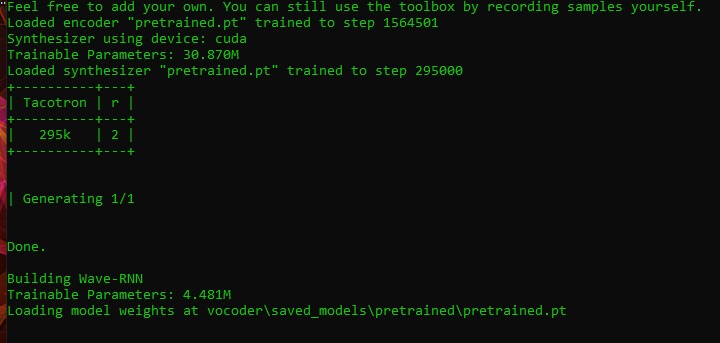 Feel free to add your own. You can still use the toolbox by recording samples yourself.
Loaded encoder "pretrained.pt" trained to step 1564501
Synthesizer using device: cuda
Trainable Parameters: 30.870M
Loaded synthesizer "pretrained.pt" trained to step 295000
+----------+---+
| Tacotron | r |
+----------+---+
|   295k   | 2 |
+----------+---+
| Generating 1/1
Done.
Building Wave-RNN
Trainable Parameters: 4.481M
Loading model weights at vocoder\saved_models\pretrained\pretrained.pt